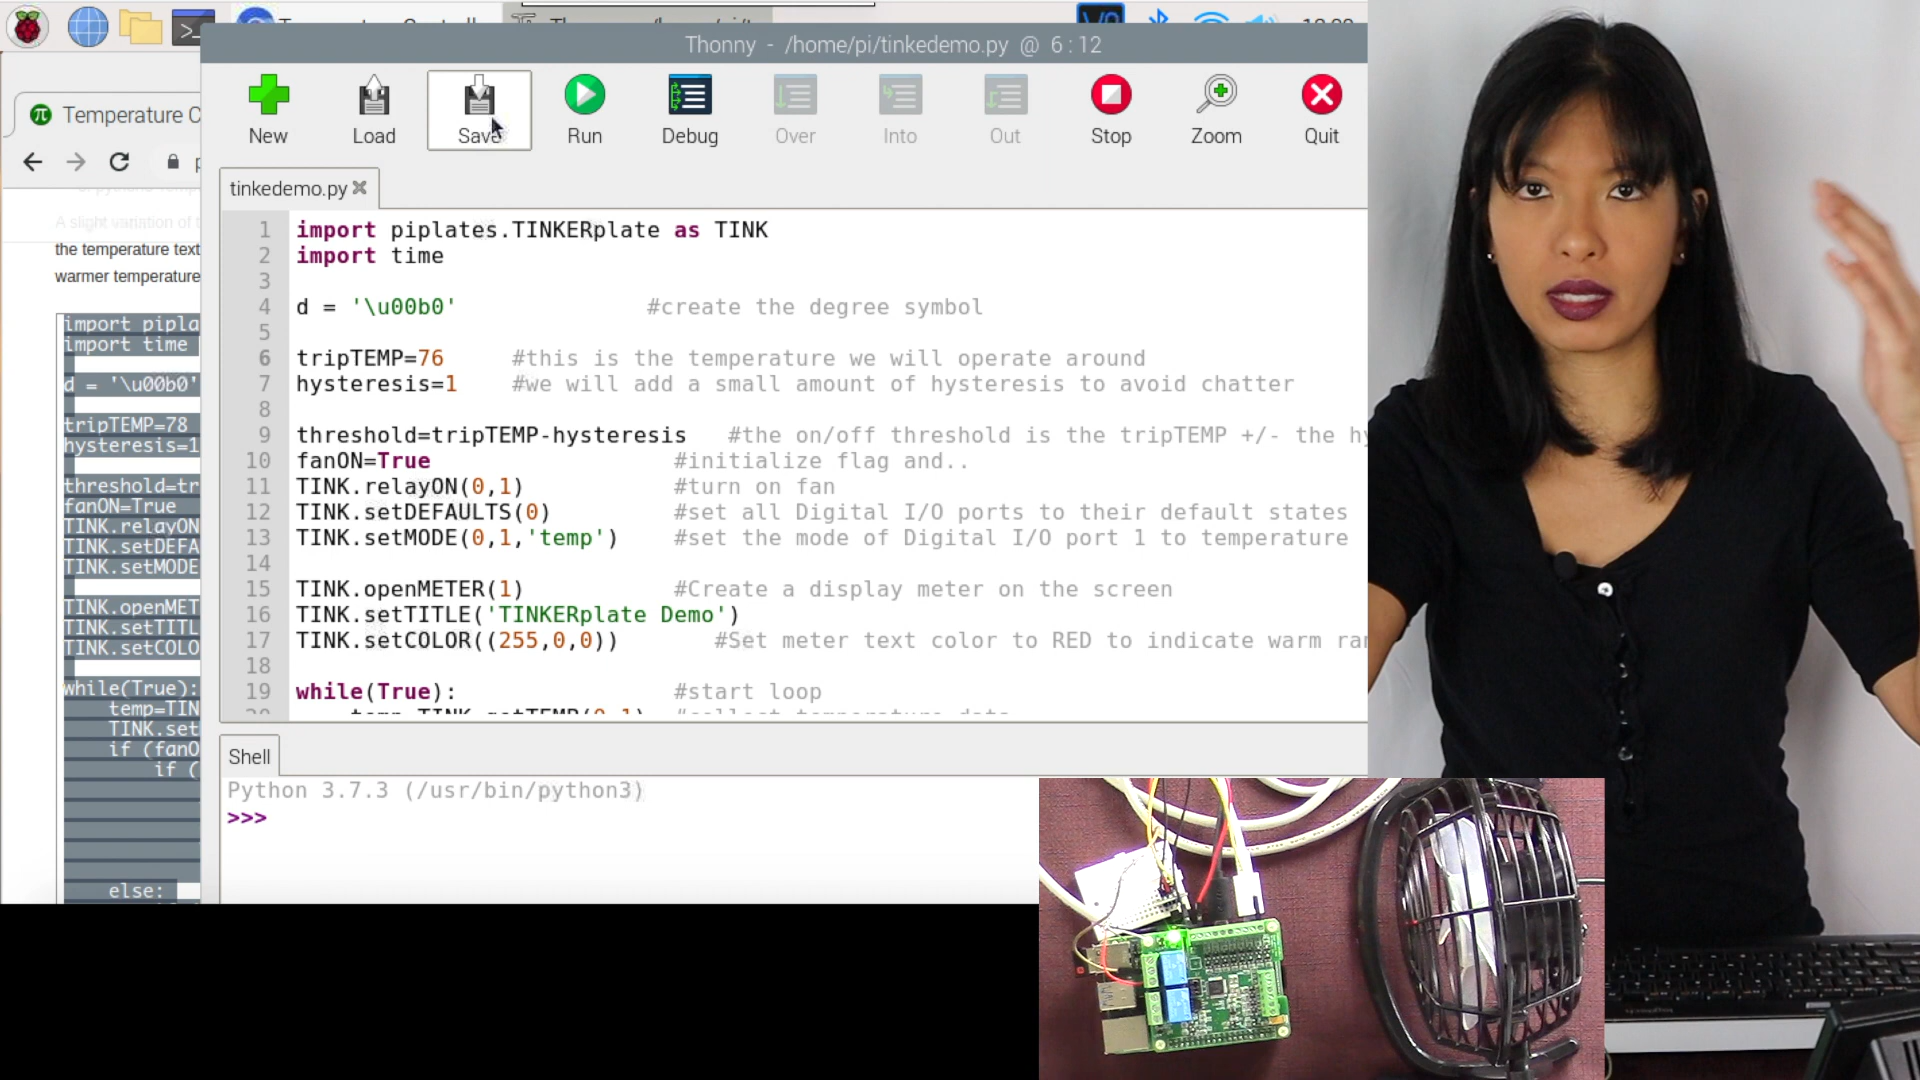 Thonny - /home/pi/tinkedemo.py @ 6:12
New
Load
Save
Run
Debug
Over
Into
Out
Stop
Zoom
Quit
Temperature C
tinkedemo.py
A slight variation of
the temperature text
warmer temperature
import pipla
import time
d = '\u00b0'
tripTEMP=78
hysteresis=1
threshold=tr
fanON=True
TINK.relayON
TINK.setDEFA
TINK.setMODE
TINK.openMET
TINK.setTITL
TINK.setCOLO
while(True):
temp=TIN
TINK.set
if (fanO
if (
else:
1 import piplates.TINKERplate as TINK
2 import time
3
4 d = '\u00b0' #create the degree symbol
5
6 tripTEMP=76 #this is the temperature we will operate around
7 hysteresis=1 #we will add a small amount of hysteresis to avoid chatter
8
9 threshold=tripTEMP-hysteresis #the on/off threshold is the tripTEMP +/- the hy
10 fanON=True #initialize flag and..
11 TINK.relayON(0,1) #turn on fan
12 TINK.setDEFAULTS(0) #set all Digital I/O ports to their default states
13 TINK.setMODE(0,1,'temp') #set the mode of Digital I/O port 1 to temperature
14
15 TINK.openMETER(1) #Create a display meter on the screen
16 TINK.setTITLE('TINKERplate Demo')
17 TINK.setCOLOR((255,0,0)) #Set meter text color to RED to indicate warm ran
18
19 while(True): #start loop
Shell
Python 3.7.3 (/usr/bin/python3)
>>>